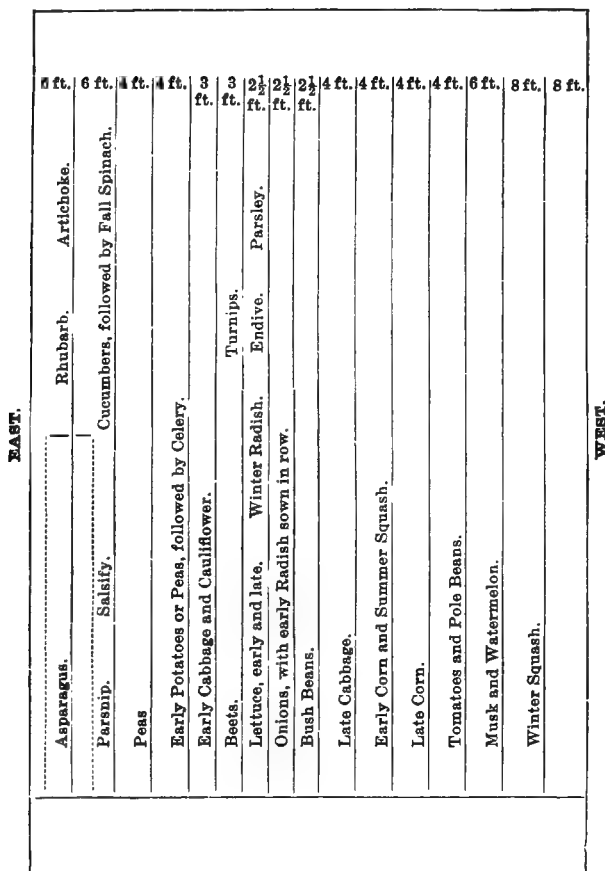 ft. 6 ft. 4 ft. 4 ft. 3 ft. 3 ft. 2½ ft. 2½ ft. 2½ ft. 4 ft. 4 ft. 4 ft. 4 ft. 6 ft. 8 ft. 8 ft.
EAST.
Asparagus. Rhubarb. Artichoke.
Parsnip. Salsify. Cucumbers, followed by Fall Spinach.
Peas
Early Potatoes or Peas, followed by Celery.
Early Cabbage and Cauliflower.
Beets. Turnips.
Lettuce, early and late. Winter Radish. Endive. Parsley.
Onions, with early Radish sown in row.
Bush Beans.
Late Cabbage.
Early Corn and Summer Squash.
Late Corn.
Tomatoes and Pole Beans.
Musk and Watermelon.
Winter Squash.
WEST.